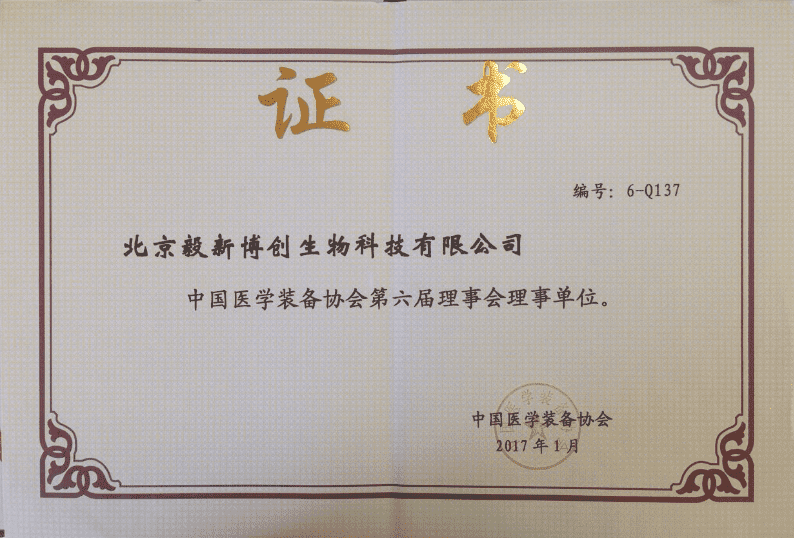 证 书
编号：6-Q137
北京毅新博创生物科技有限公司
中国医学装备协会第六届理事会理事单位。
中国医学装备协会
2017年1月